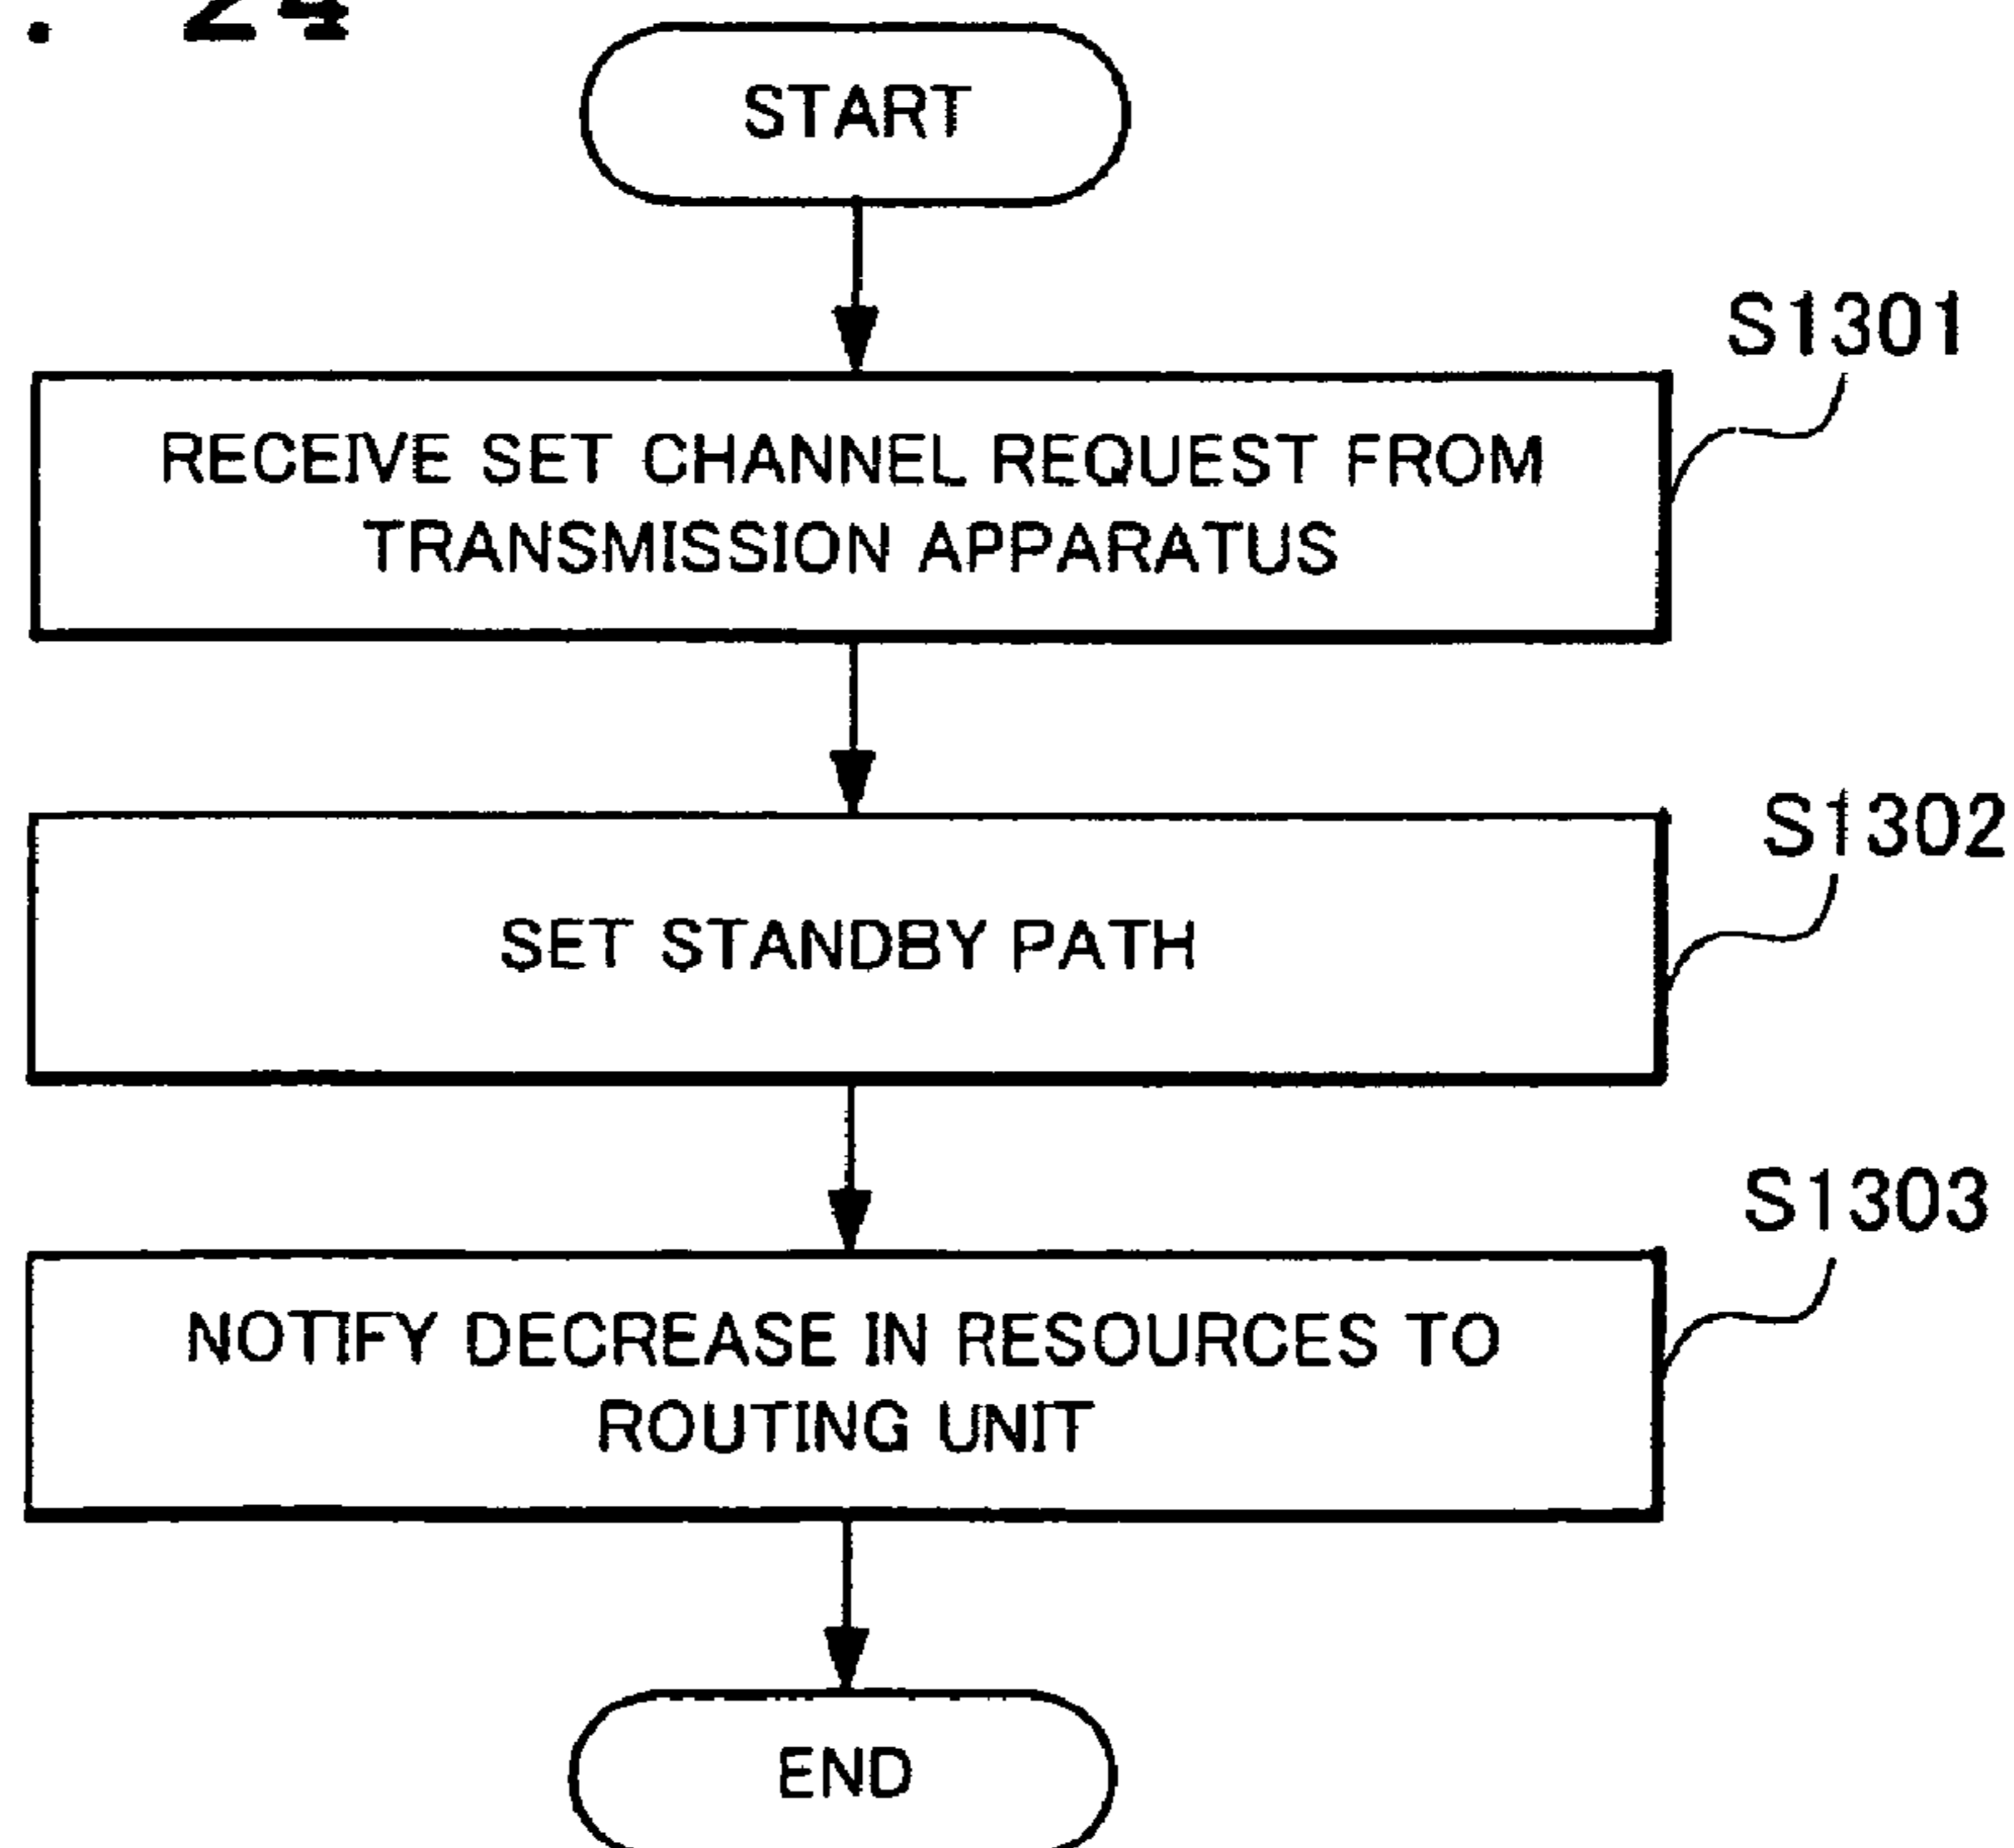 . 24
START
S1301
RECEIVE SET CHANNEL REQUEST FROM
TRANSMISSION APPARATUS
S1302
SET STANDBY PATH
S1303
NOTIFY DECREASE IN RESOURCES TO
ROUTING UNIT
END